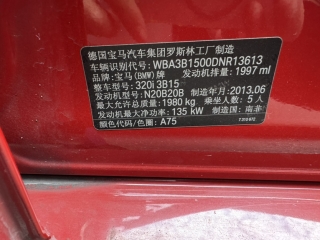 德国宝马汽车集团罗斯林工厂制造
车辆识别代号: WBA3B1500DNR13613
品牌: 宝马(BMW)牌 发动机排量: 1997 ml
整车型号: 320i 3B15
发动机型号: N20B20B 制造年月: 2013.06
最大允许总质量: 1980 kg 乘坐人数: 5 人
发动机最大净功率: 135 kW 制造国: 南非
颜色代号/色: A75